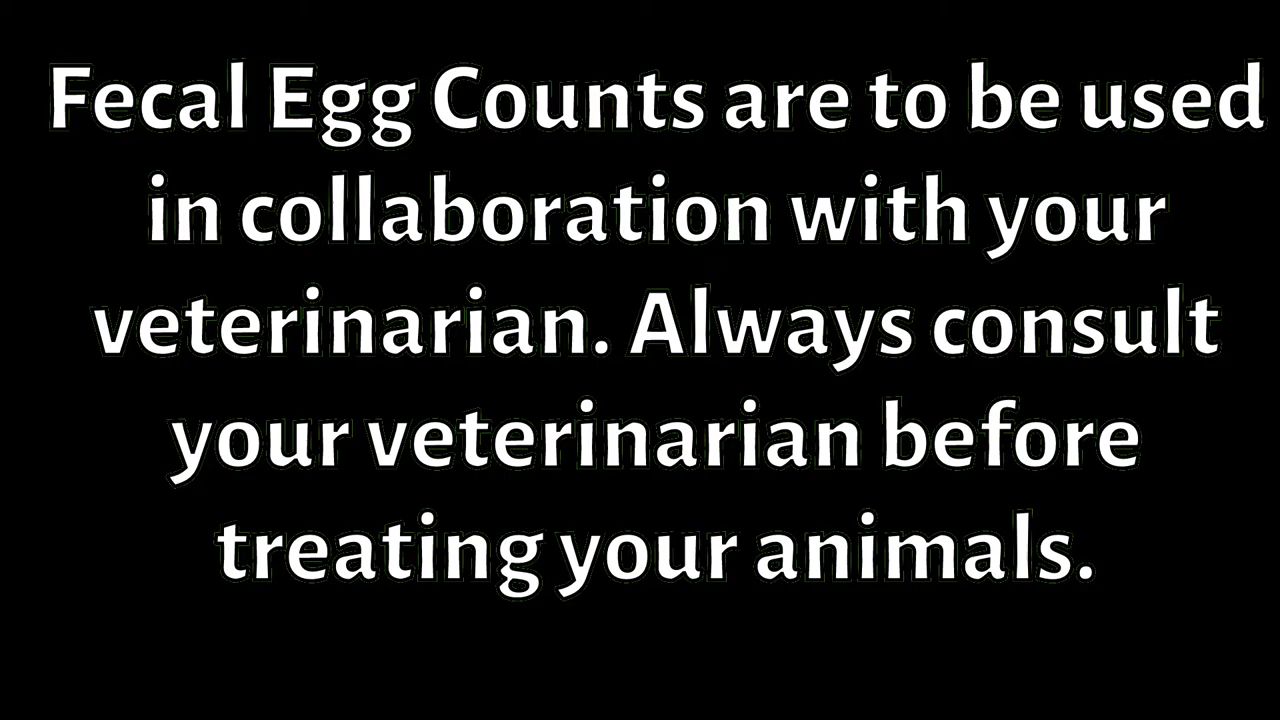 Fecal Egg Counts are to be used
in collaboration with your
veterinarian. Always consult
your veterinarian before
treating your animals.